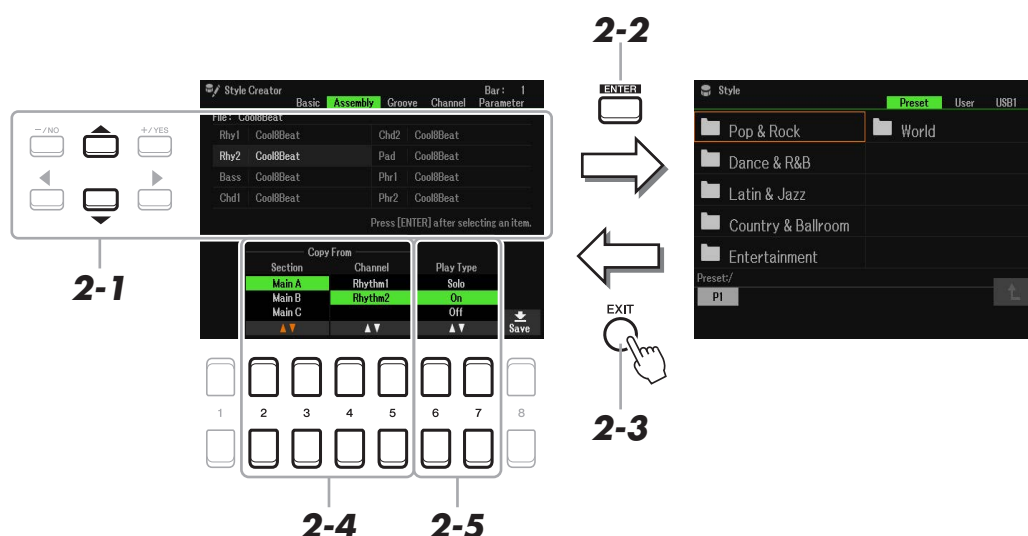 2-2
ENTER
Style Creator Bar: 1
Basic Assembly Groove Channel Parameter
File: Cool8Beat
Rhy1 Cool8Beat Chd2 Cool8Beat
Rhy2 Cool8Beat Pad Cool8Beat
Bass Cool8Beat Phr1 Cool8Beat
Chd1 Cool8Beat Phr2 Cool8Beat
Press [ENTER] after selecting an item.
-/NO +/YES
2-1
Copy From
Section Channel Play Type
Main A Rhythm1 Solo
Main B Rhythm2 On
Main C Off
Save
1 2 3 4 5 6 7 8
2-4 2-5
EXIT
2-3
Style
Preset User USB1
Pop & Rock World
Dance & R&B
Latin & Jazz
Country & Ballroom
Entertainment
Preset:/
P1